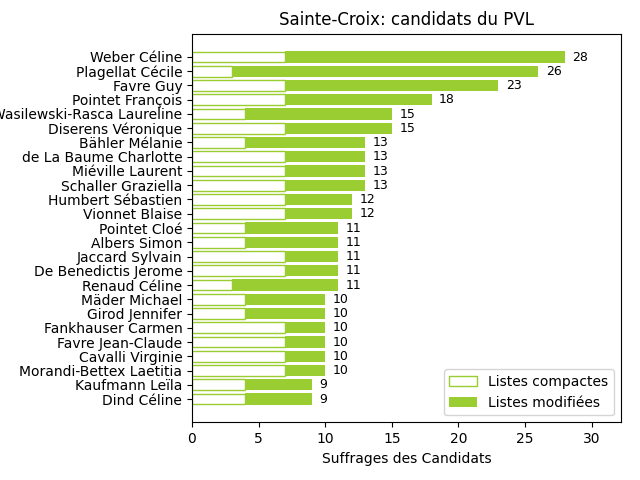 Sainte-Croix: candidats du PVL
Weber Céline 28
Plagellat Cécile 26
Favre Guy 23
Pointet François 18
Wasilewski-Rasca Laureline 15
Diserens Véronique 15
Bähler Mélanie 13
de La Baume Charlotte 13
Miéville Laurent 13
Schaller Graziella 13
Humbert Sébastien 12
Vionnet Blaise 12
Pointet Cloé 11
Albers Simon 11
Jaccard Sylvain 11
De Benedictis Jerome 11
Renaud Céline 11
Mäder Michael 10
Girod Jennifer 10
Fankhauser Carmen 10
Favre Jean-Claude 10
Cavalli Virginie 10
Morandi-Bettex Laetitia 10
Kaufmann Leïla 9
Dind Céline 9
Listes compactes
Listes modifiées
0 5 10 15 20 25 30
Suffrages des Candidats